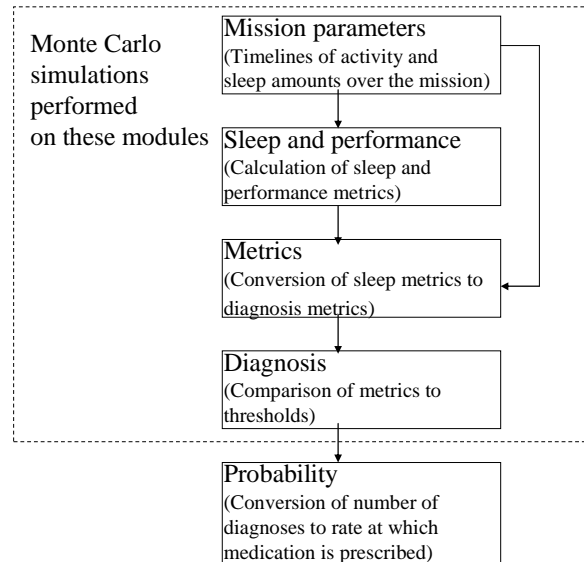 Monte Carlo
simulations
performed
on these modules
Mission parameters
(Timelines of activity and
sleep amounts over the mission)
Sleep and performance
(Calculation of sleep and
performance metrics)
Metrics
(Conversion of sleep metrics to
diagnosis metrics)
Diagnosis
(Comparison of metrics to
thresholds)
Probability
(Conversion of number of
diagnoses to rate at which
medication is prescribed)